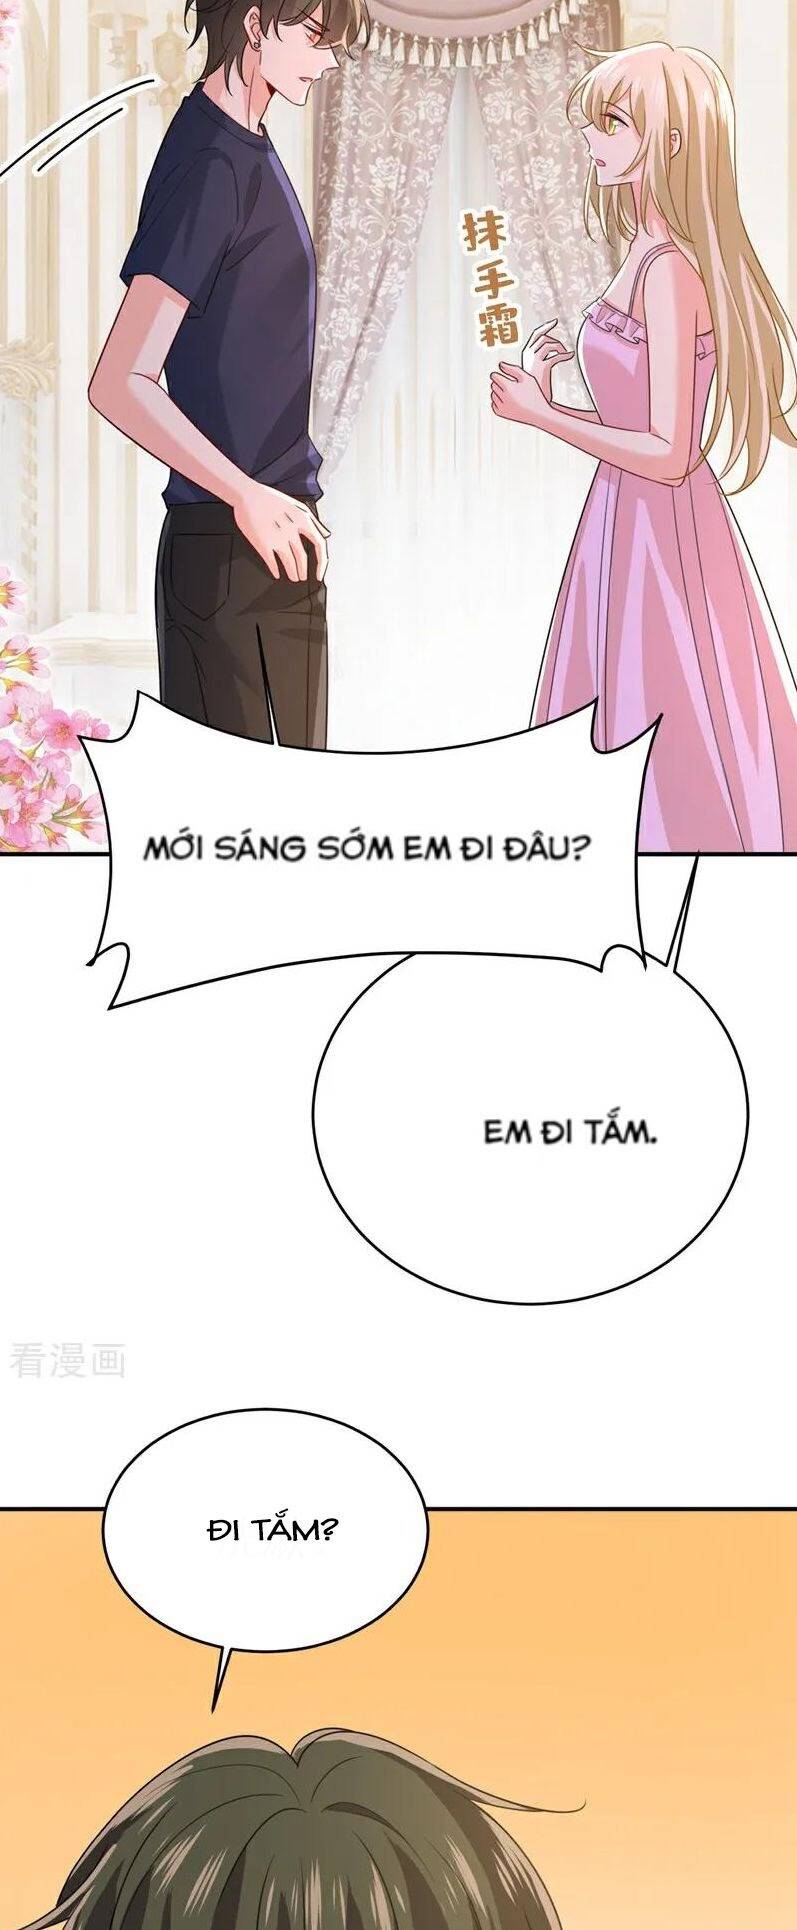 抹手霜
MỚI SÁNG SỚM EM ĐI ĐÂU?
EM ĐI TẮM.
看漫画
ĐI TẮM?